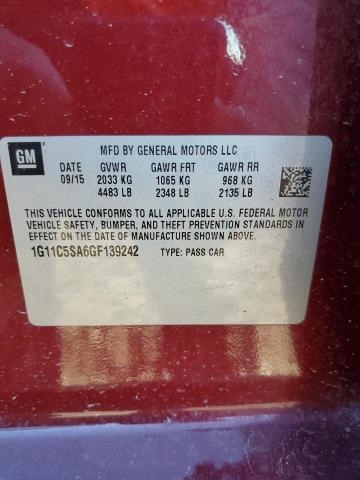 GM
MFD BY GENERAL MOTORS LLC
DATE GVWR GAWR FRT GAWR RR
09/15 2033 KG 1065 KG 968 KG
4483 LB 2348 LB 2135 LB
THIS VEHICLE CONFORMS TO ALL APPLICABLE U.S. FEDERAL MOTOR
VEHICLE SAFETY, BUMPER, AND THEFT PREVENTION STANDARDS IN
EFFECT ON THE DATE OF MANUFACTURE SHOWN ABOVE.
1G11C5SA6GF139242 TYPE: PASS CAR